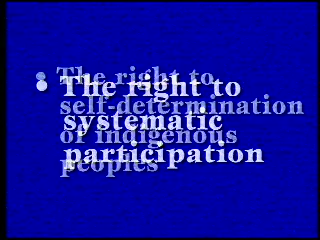 • The right to
systematic
participation
• The right to
self-determination
of indigenous
peoples